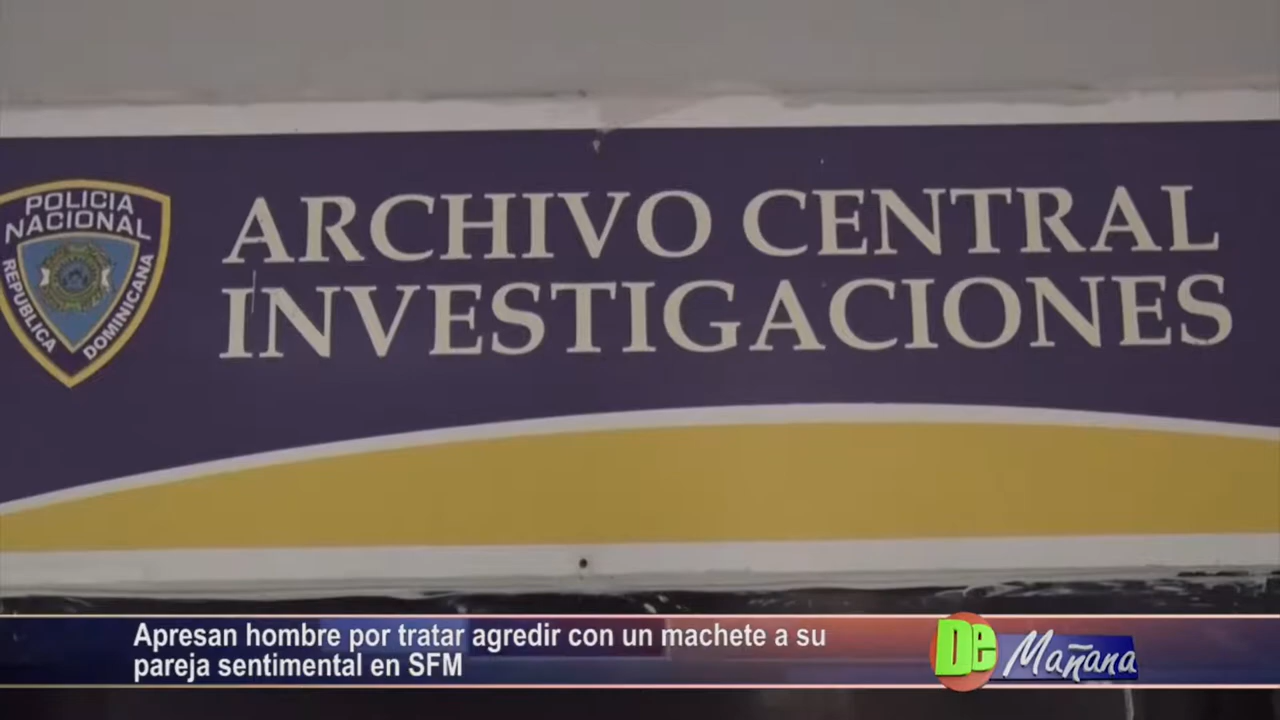 POLICIA
NACIONAL
REPUBLICA
DOMINICANA
ARCHIVO CENTRAL
INVESTIGACIONES
Apresan hombre por tratar agredir con un machete a su
pareja sentimental en SFM
De Mañana